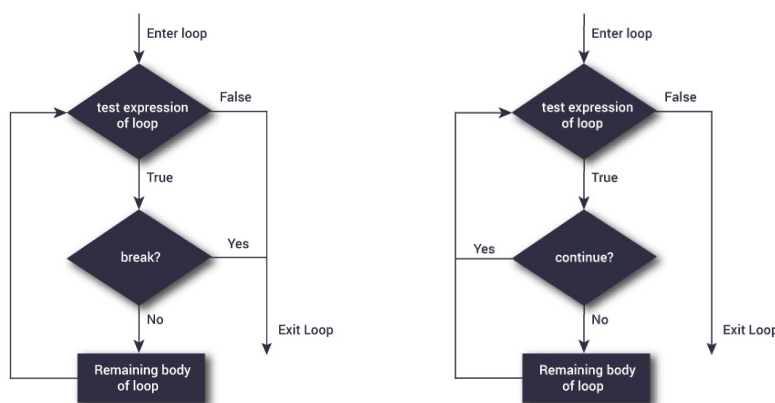 Enter loop
test expression
of loop
False
True
break?
Yes
No
Exit Loop
Remaining body
of loop
Enter loop
test expression
of loop
False
True
Yes
continue?
No
Exit Loop
Remaining body
of loop